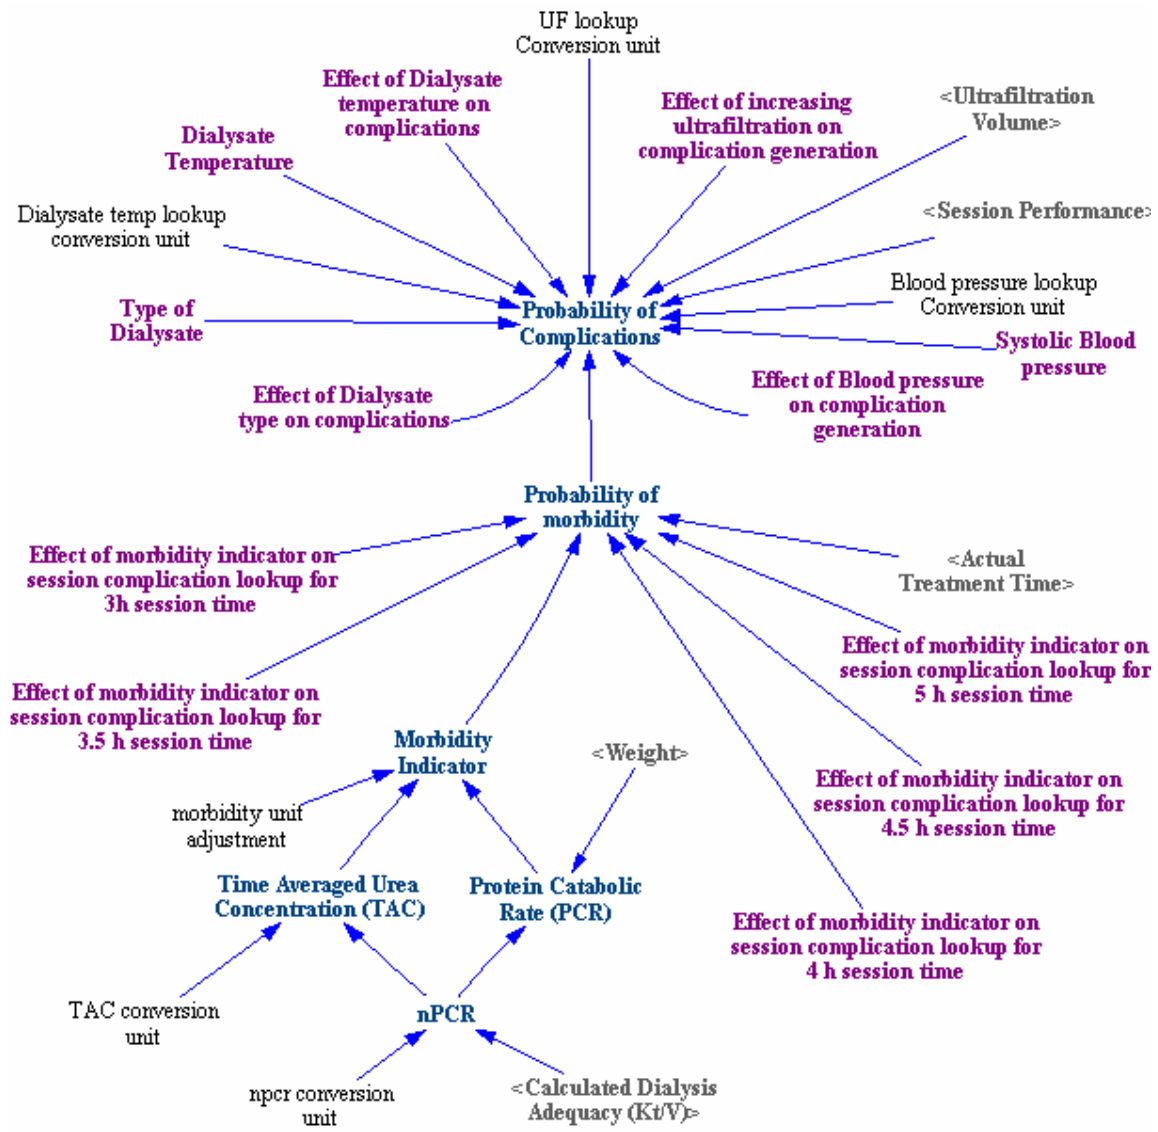 UF lookup
Conversion unit
Effect of Dialysate
temperature on
complications
Effect of increasing
ultrafiltration on
complication generation
<Ultrafiltration
Volume>
Dialysate
Temperature
Dialysate temp lookup
conversion unit
<Session Performance>
Blood pressure lookup
Conversion unit
Type of
Dialysate
Probability of
Complications
Systolic Blood
pressure
Effect of Dialysate
type on complications
Effect of Blood pressure
on complication
generation
Probability of
morbidity
Effect of morbidity indicator on
session complication lookup for
3h session time
<Actual
Treatment Time>
Effect of morbidity indicator on
session complication lookup for
5 h session time
Effect of morbidity indicator on
session complication lookup for
3.5 h session time
Morbidity
Indicator
<Weight>
Effect of morbidity indicator on
session complication lookup for
4.5 h session time
morbidity unit
adjustment
Time Averaged Urea
Concentration (TAC)
Protein Catabolic
Rate (PCR)
Effect of morbidity indicator on
session complication lookup for
4 h session time
TAC conversion
unit
nPCR
npcr conversion
unit
<Calculated Dialysis
Adequacy (Kt/V)>